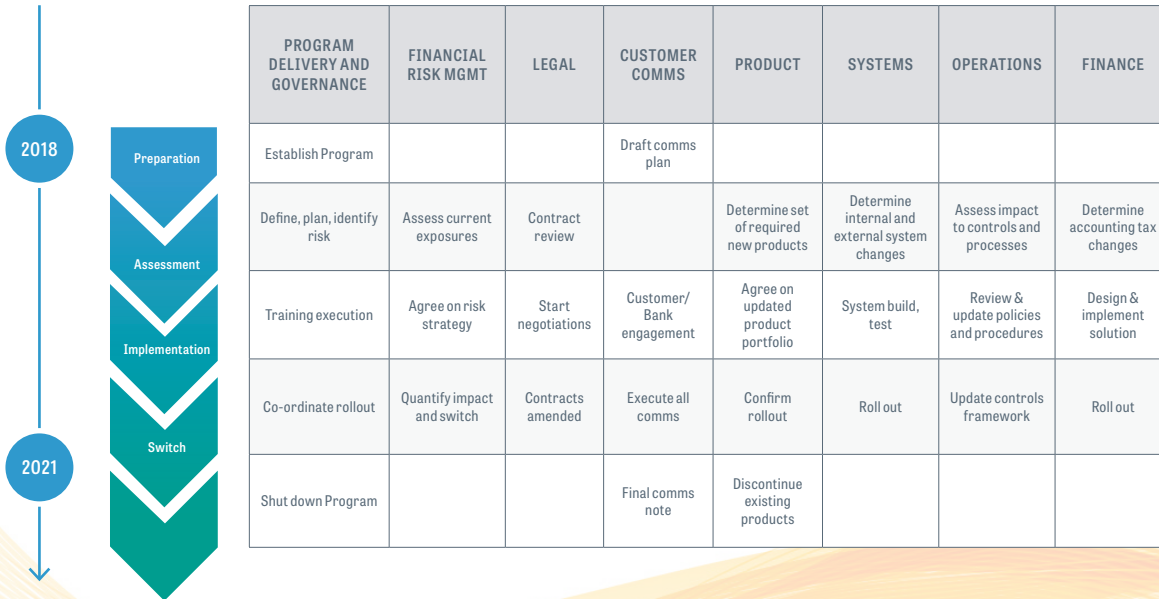 PROGRAM
DELIVERY AND
GOVERNANCE
FINANCIAL
RISK MGMT
LEGAL
CUSTOMER
COMMS
PRODUCT
SYSTEMS
OPERATIONS
FINANCE
2018
Preparation
Establish Program
Draft comms
plan
Assessment
Define, plan, identify
risk
Assess current
exposures
Contract
review
Determine set
of required
new products
Determine
internal and
external system
changes
Assess impact
to controls and
processes
Determine
accounting tax
changes
Implementation
Training execution
Agree on risk
strategy
Start
negotiations
Customer/
Bank
engagement
Agree on
updated
product
portfolio
System build,
test
Review &
update policies
and procedures
Design &
implement
solution
Switch
Co-ordinate rollout
Quantify impact
and switch
Contracts
amended
Execute all
comms
Confirm
rollout
Roll out
Update controls
framework
Roll out
2021
Shut down Program
Final comms
note
Discontinue
existing
products